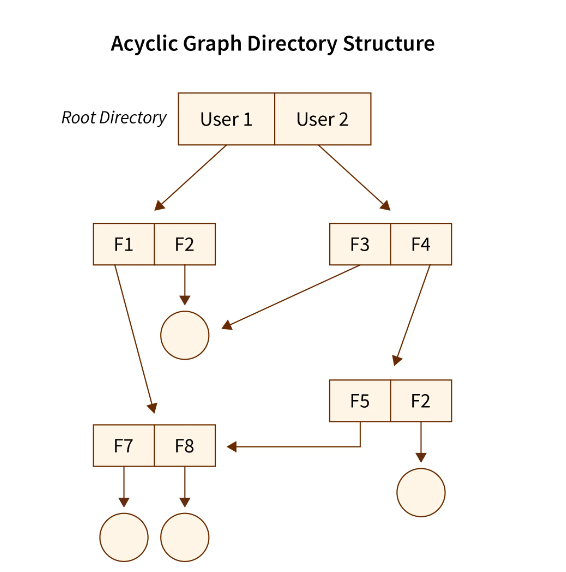 Acyclic Graph Directory Structure
Root Directory
User 1 User 2
F1 F2
F3 F4
F5 F2
F7 F8